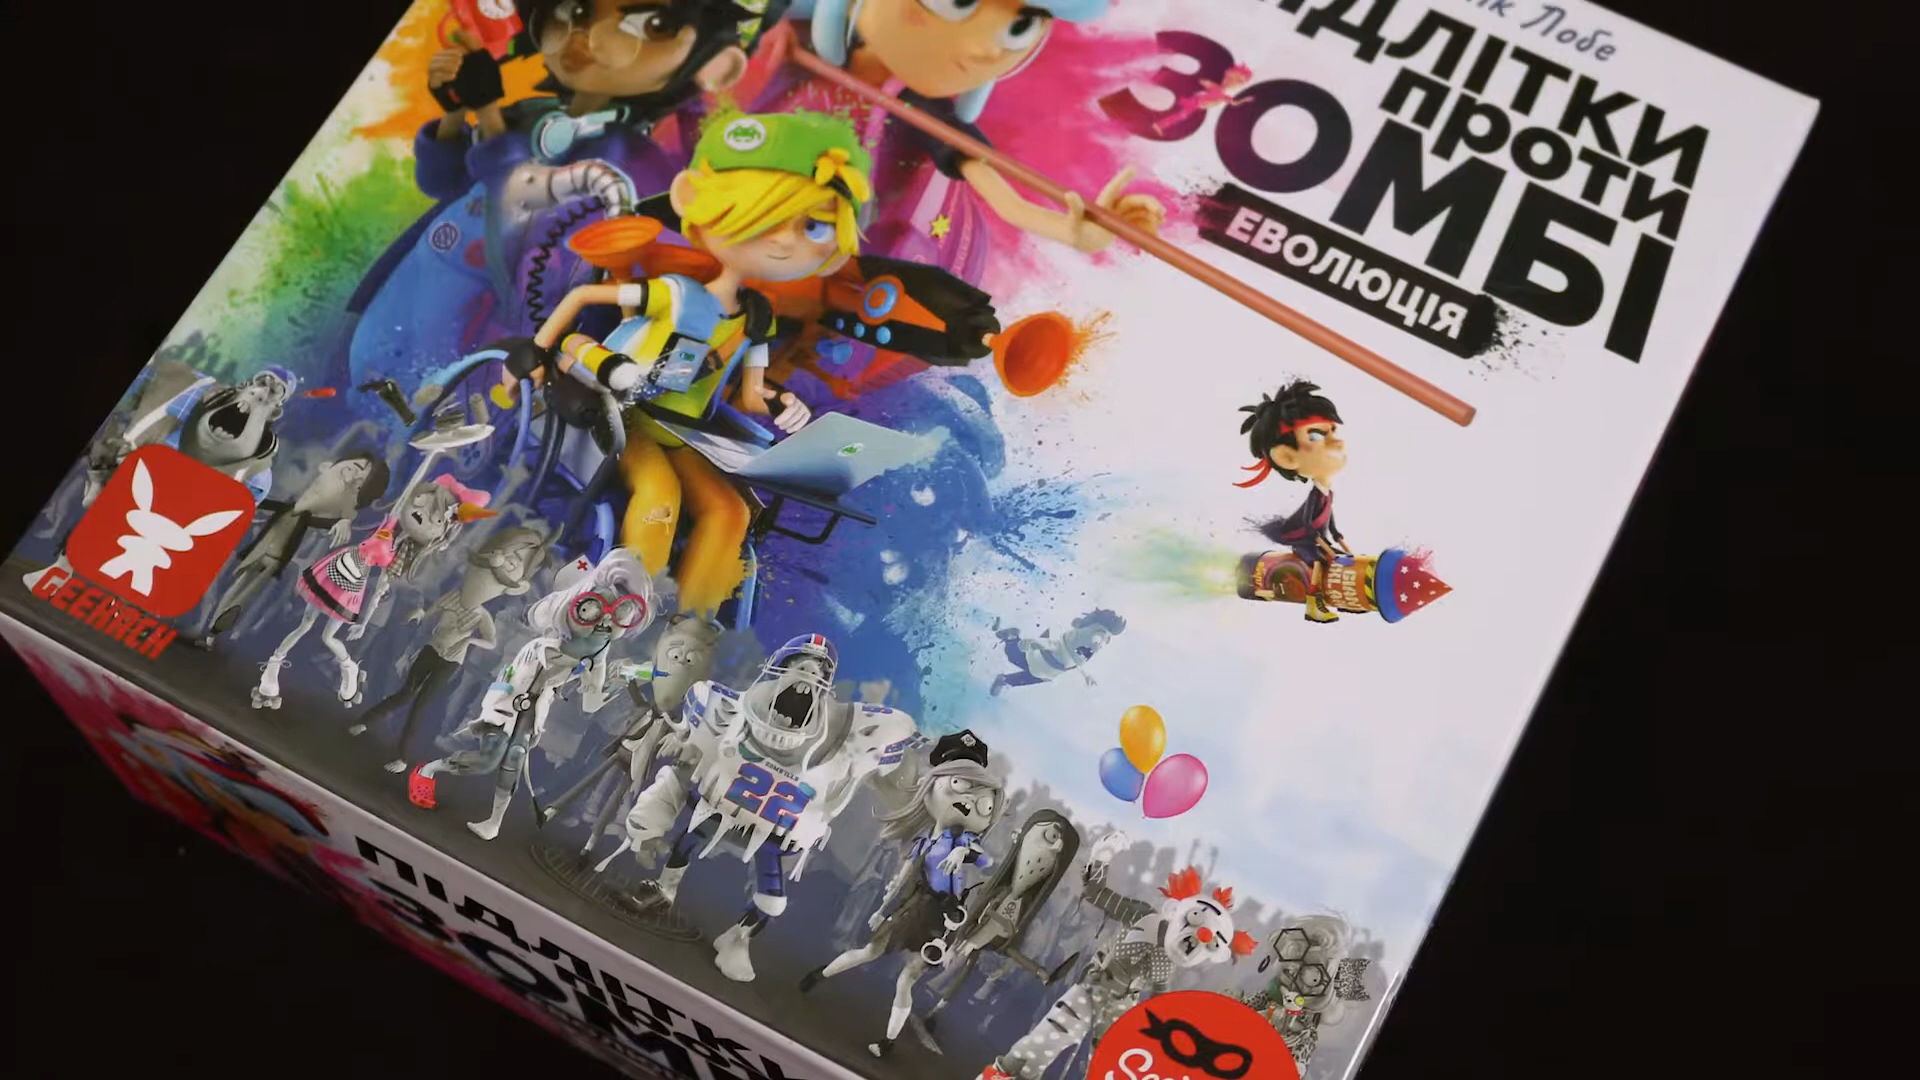 Лобе
ПІДЛІТКИ
проти
ЗОМБІ
ЕВОЛЮЦІЯ
GEEKACH
22
ПІДЛІТКИ
ЗОМБІ